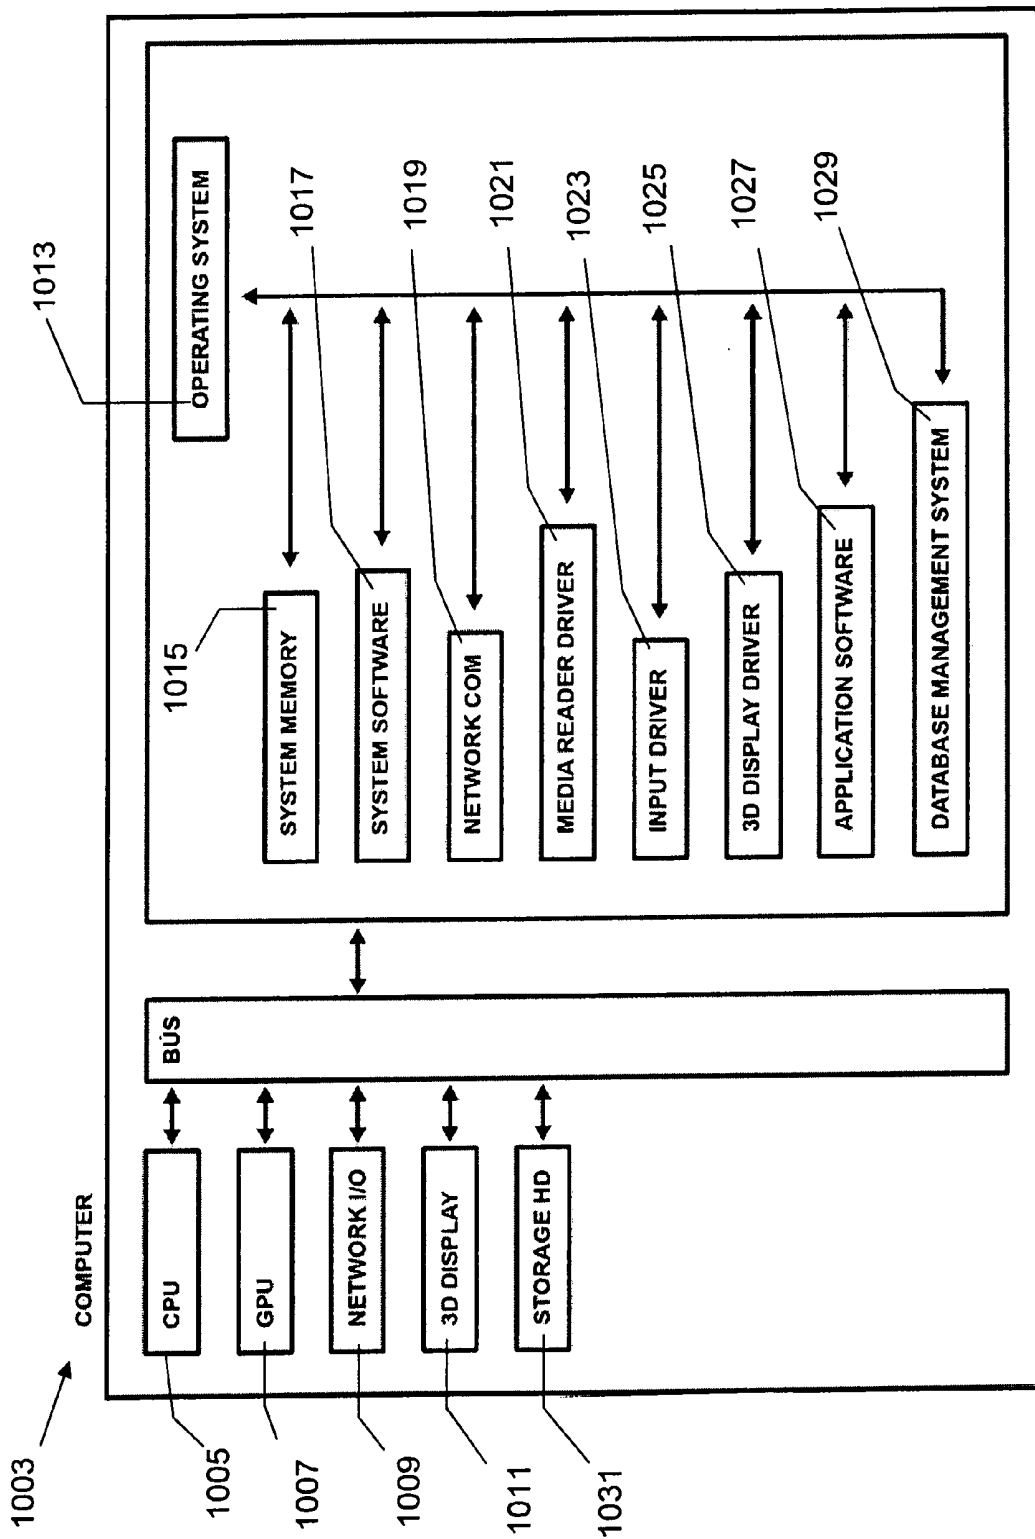 1003
COMPUTER
1005
CPU
1007
GPU
1009
NETWORK I/O
1011
3D DISPLAY
1031
STORAGE HD
BUS
1013
OPERATING SYSTEM
1015
SYSTEM MEMORY
1017
SYSTEM SOFTWARE
1019
NETWORK COM
1021
MEDIA READER DRIVER
1023
INPUT DRIVER
1025
3D DISPLAY DRIVER
1027
APPLICATION SOFTWARE
1029
DATABASE MANAGEMENT SYSTEM